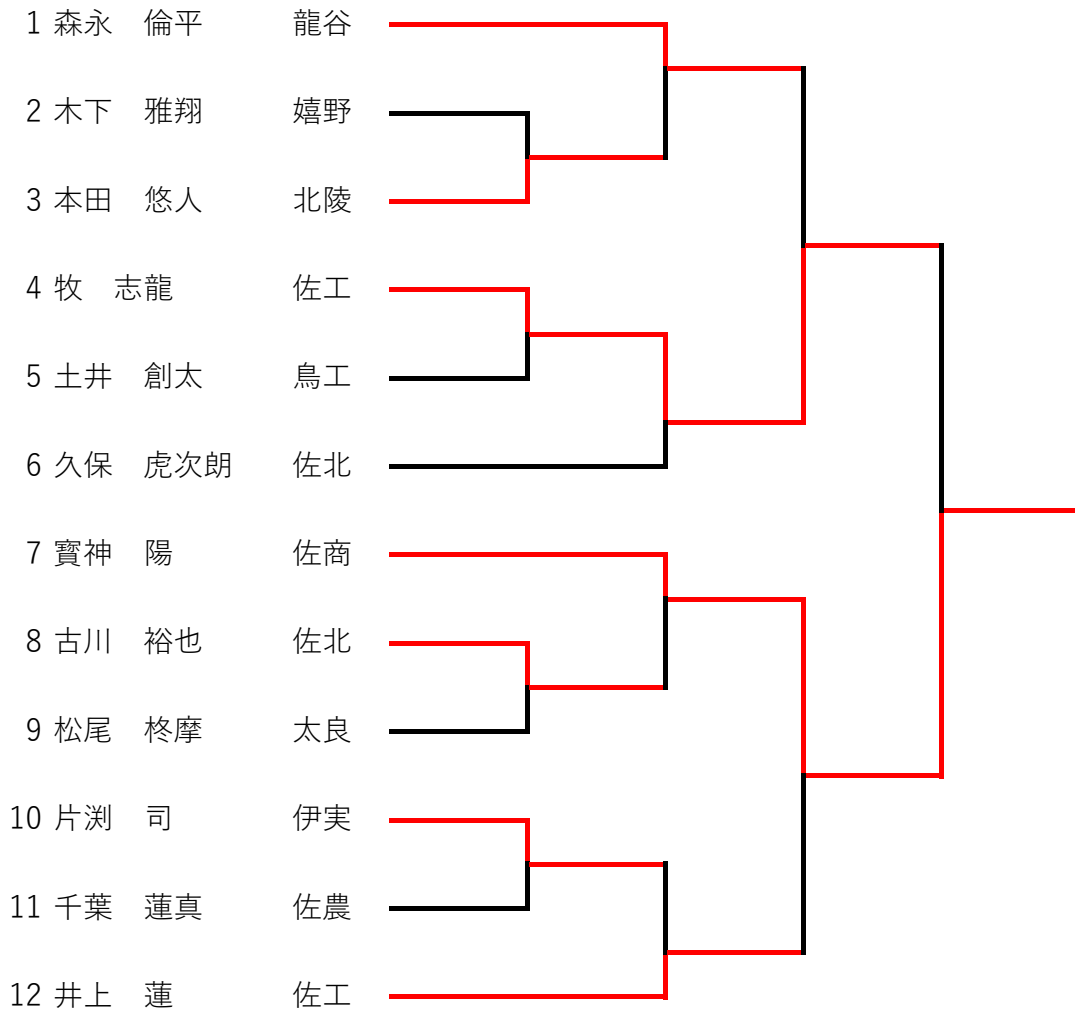 1 森永　倫平　龍谷
2 木下　雅翔　嬉野
3 本田　悠人　北陵
4 牧　志龍　佐工
5 土井　創太　鳥工
6 久保　虎次朗　佐北
7 寳神　陽　佐商
8 古川　裕也　佐北
9 松尾　柊摩　太良
10 片渕　司　伊実
11 千葉　蓮真　佐農
12 井上　蓮　佐工